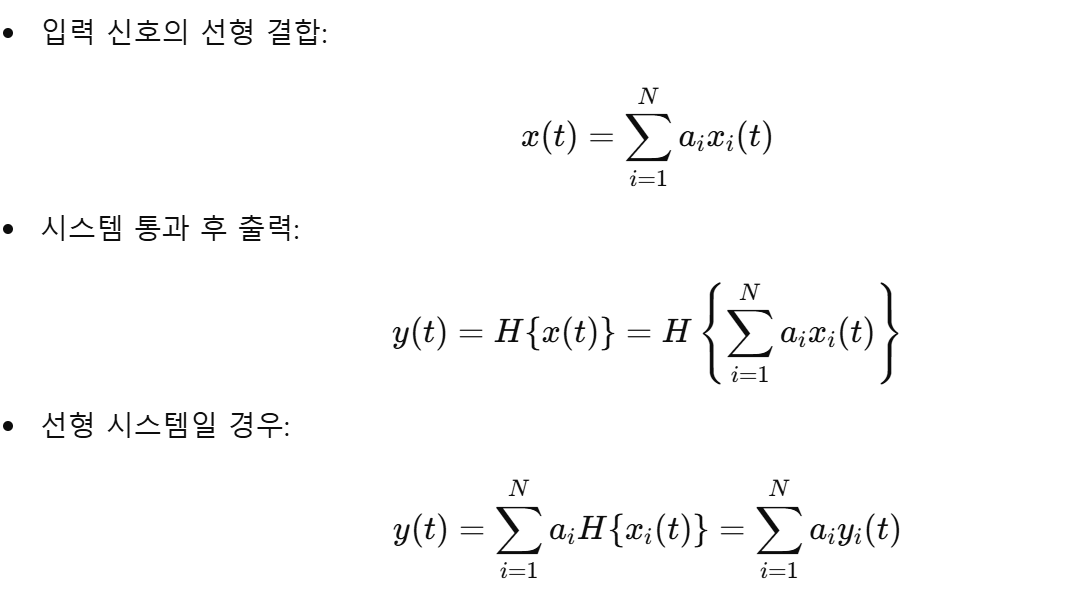 • 입력 신호의 선형 결합:
x(t) = \sum_{i=1}^{N} a_i x_i(t)
• 시스템 통과 후 출력:
y(t) = H\{x(t)\} = H\left\{\sum_{i=1}^{N} a_i x_i(t)\right\}
• 선형 시스템일 경우:
y(t) = \sum_{i=1}^{N} a_i H\{x_i(t)\} = \sum_{i=1}^{N} a_i y_i(t)